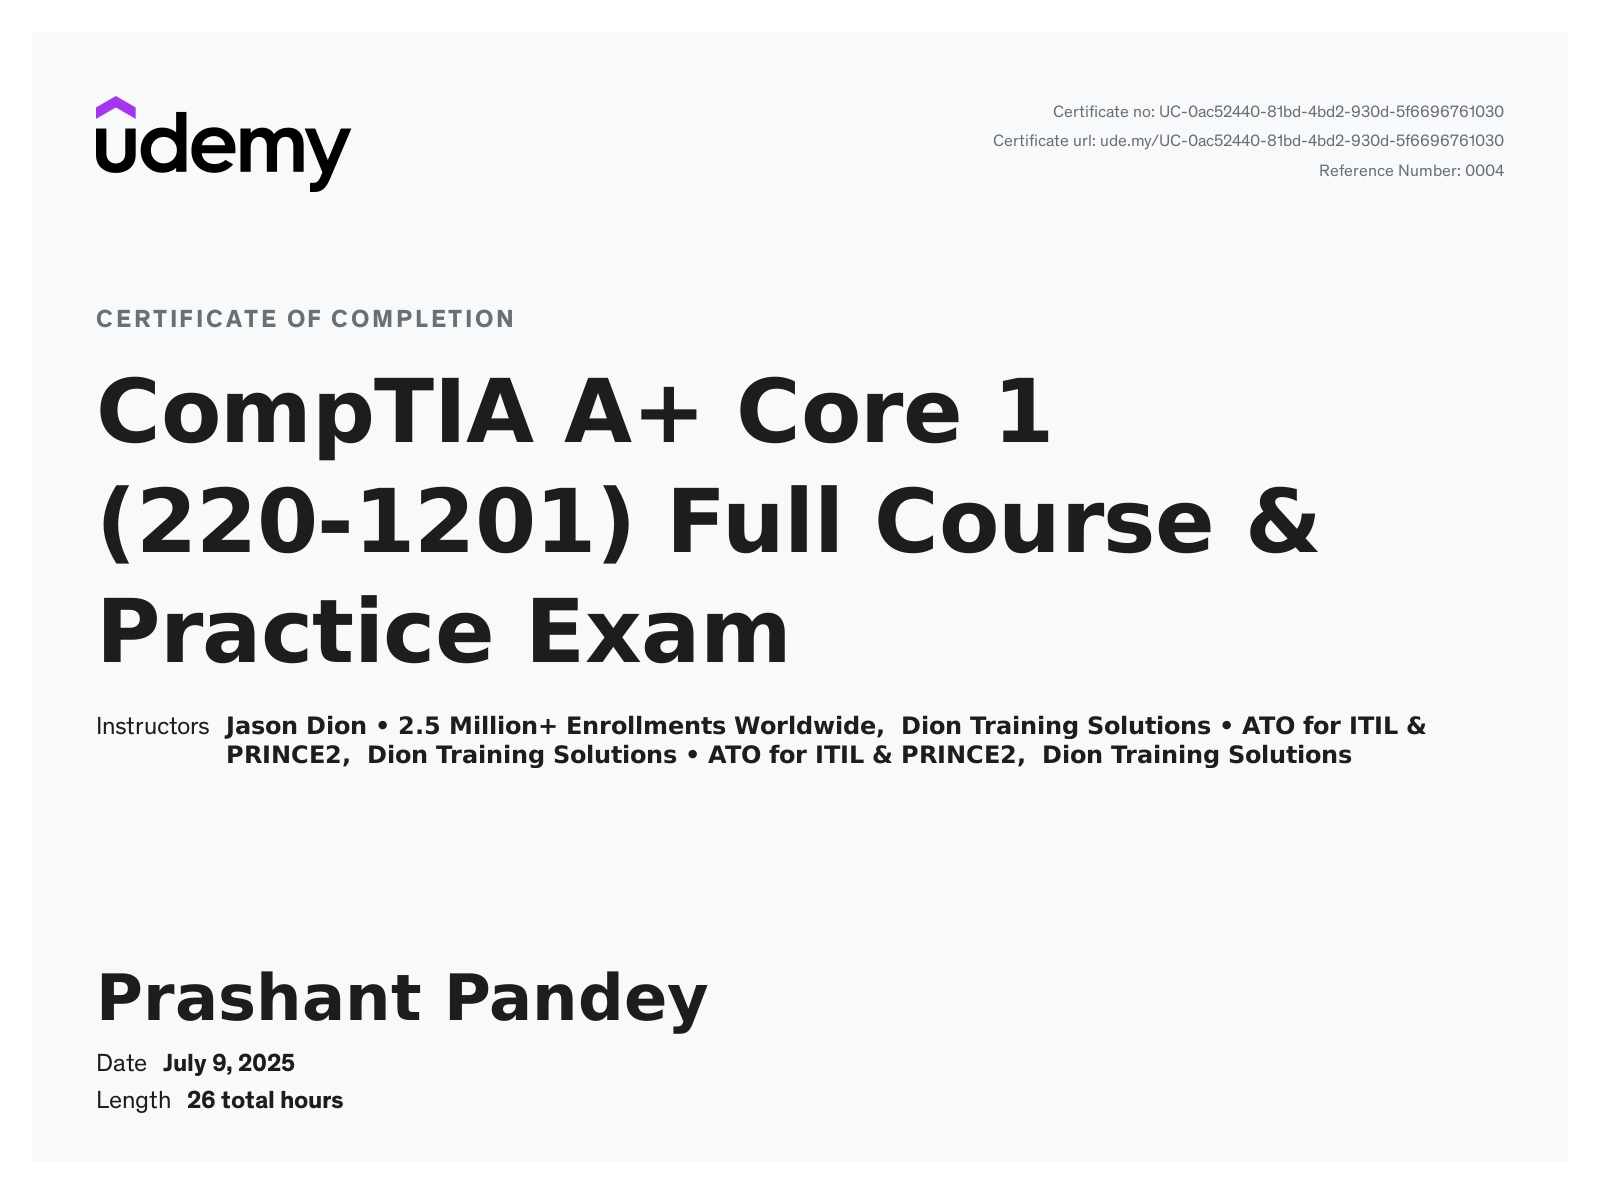 udemy
Certificate no: UC-0ac52440-81bd-4bd2-930d-5f6696761030
Certificate url: ude.my/UC-0ac52440-81bd-4bd2-930d-5f6696761030
Reference Number: 0004
CERTIFICATE OF COMPLETION
CompTIA A+ Core 1
(220-1201) Full Course &
Practice Exam
Instructors Jason Dion • 2.5 Million+ Enrollments Worldwide, Dion Training Solutions • ATO for ITIL &
PRINCE2, Dion Training Solutions • ATO for ITIL & PRINCE2, Dion Training Solutions
Prashant Pandey
Date July 9, 2025
Length 26 total hours